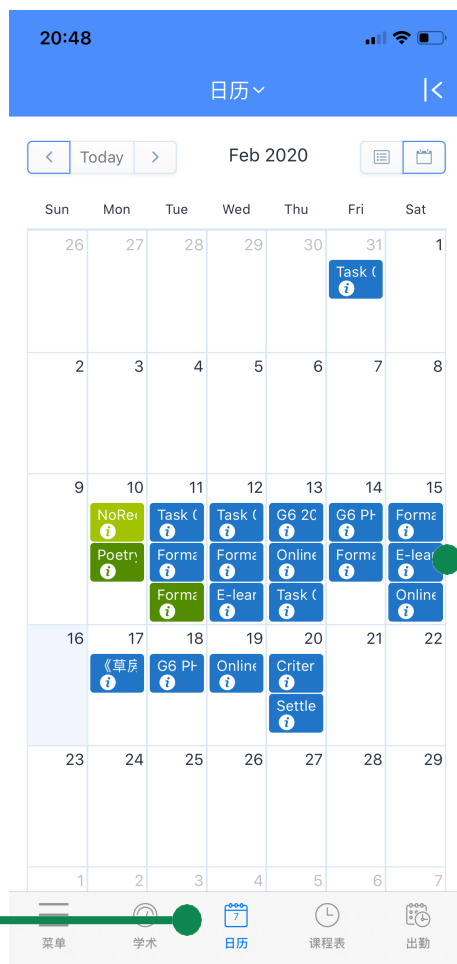 20:48
日历
Today
Feb 2020
Sun Mon Tue Wed Thu Fri Sat
26 27 28 29 30 31 1
Task (
2 3 4 5 6 7 8
9 10 11 12 13 14 15
NoRe Task ( Task ( G6 20 G6 PH Forma
Poetry Forma Forma Online Forma E-lear
Forma E-lear Task ( Online
16 17 18 19 20 21 22
《草房 G6 PH Online Criter
Settle
23 24 25 26 27 28 29
1 2 3 4 5 6 7
7
菜单 学术 日历 课程表 出勤